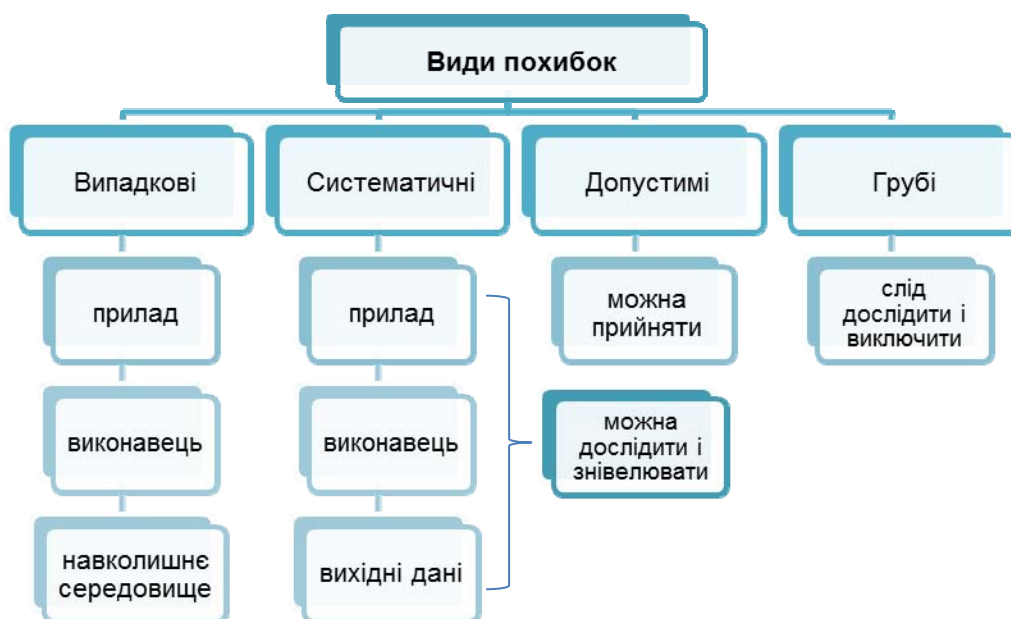 Види похибок
Випадкові
Систематичні
Допустимі
Грубі
прилад
прилад
можна
прийняти
слід
дослідити і
виключити
виконавець
виконавець
можна
дослідити і
знівелювати
навколишнє
середовище
вихідні дані